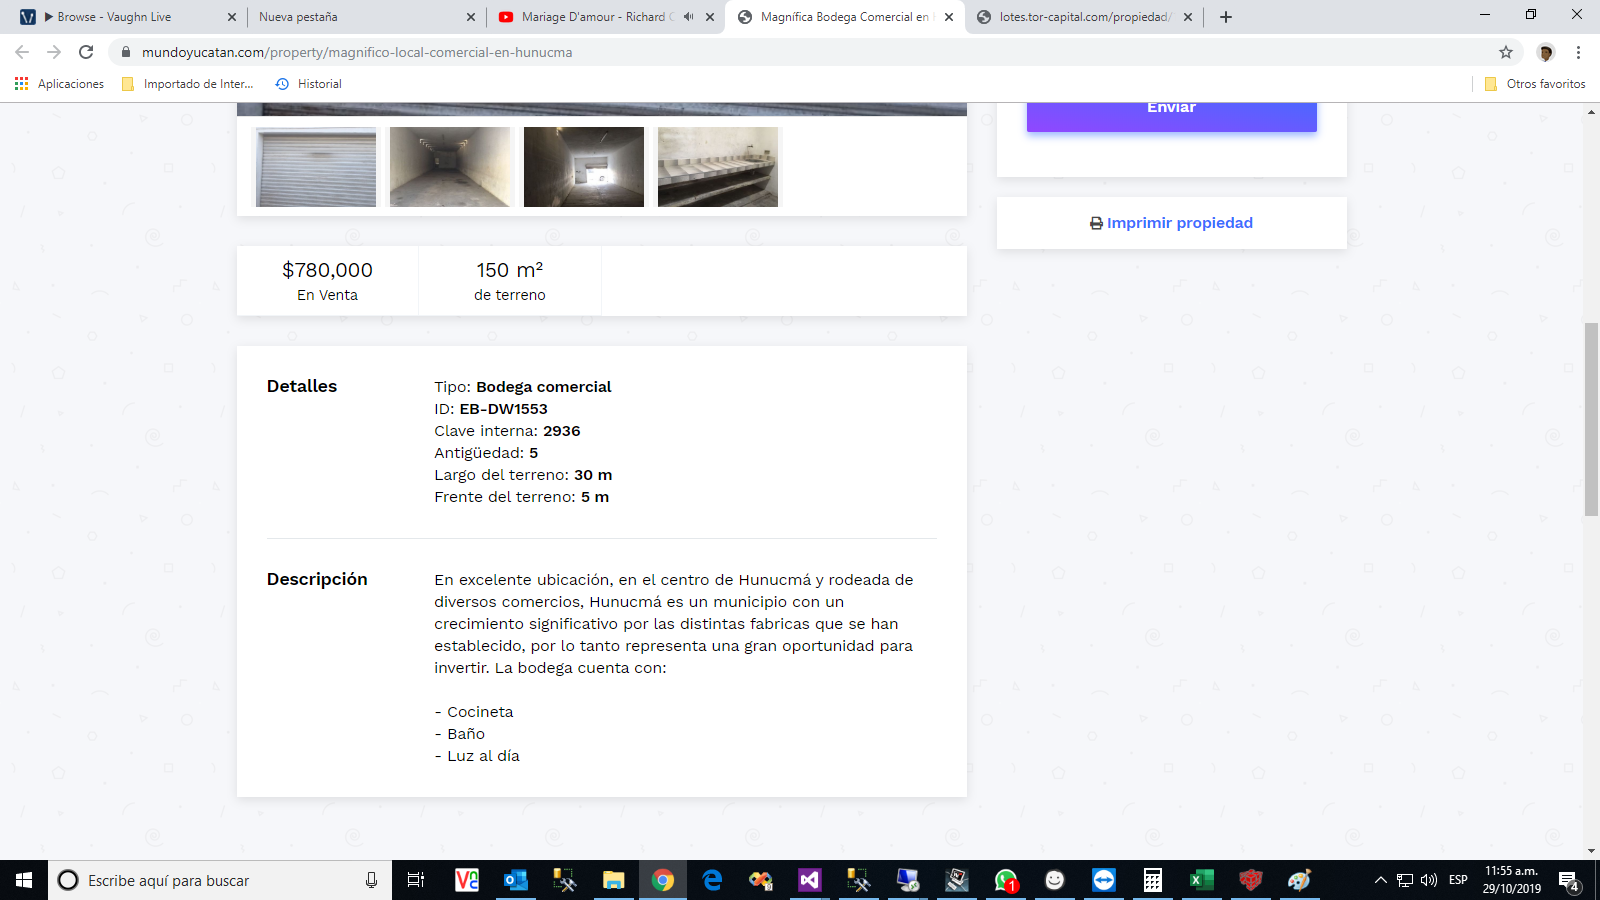 ▶ Browse - Vaughn Live
Nueva pestaña
Mariage D'amour - Richard C
Magnífica Bodega Comercial en
lotes.tor-capital.com/propiedad/
mundoyucatan.com/property/magnifico-local-comercial-en-hunucma
Aplicaciones
Importado de Inter...
Historial
Otros favoritos
Enviar
Imprimir propiedad
$780,000
En Venta
150 m²
de terreno
Detalles
Tipo: Bodega comercial
ID: EB-DW1553
Clave interna: 2936
Antigüedad: 5
Largo del terreno: 30 m
Frente del terreno: 5 m
Descripción
En excelente ubicación, en el centro de Hunucmá y rodeada de
diversos comercios, Hunucmá es un municipio con un
crecimiento significativo por las distintas fabricas que se han
establecido, por lo tanto representa una gran oportunidad para
invertir. La bodega cuenta con:
- Cocineta
- Baño
- Luz al día
Escribe aquí para buscar
1
ESP
11:55 a.m.
29/10/2019
4